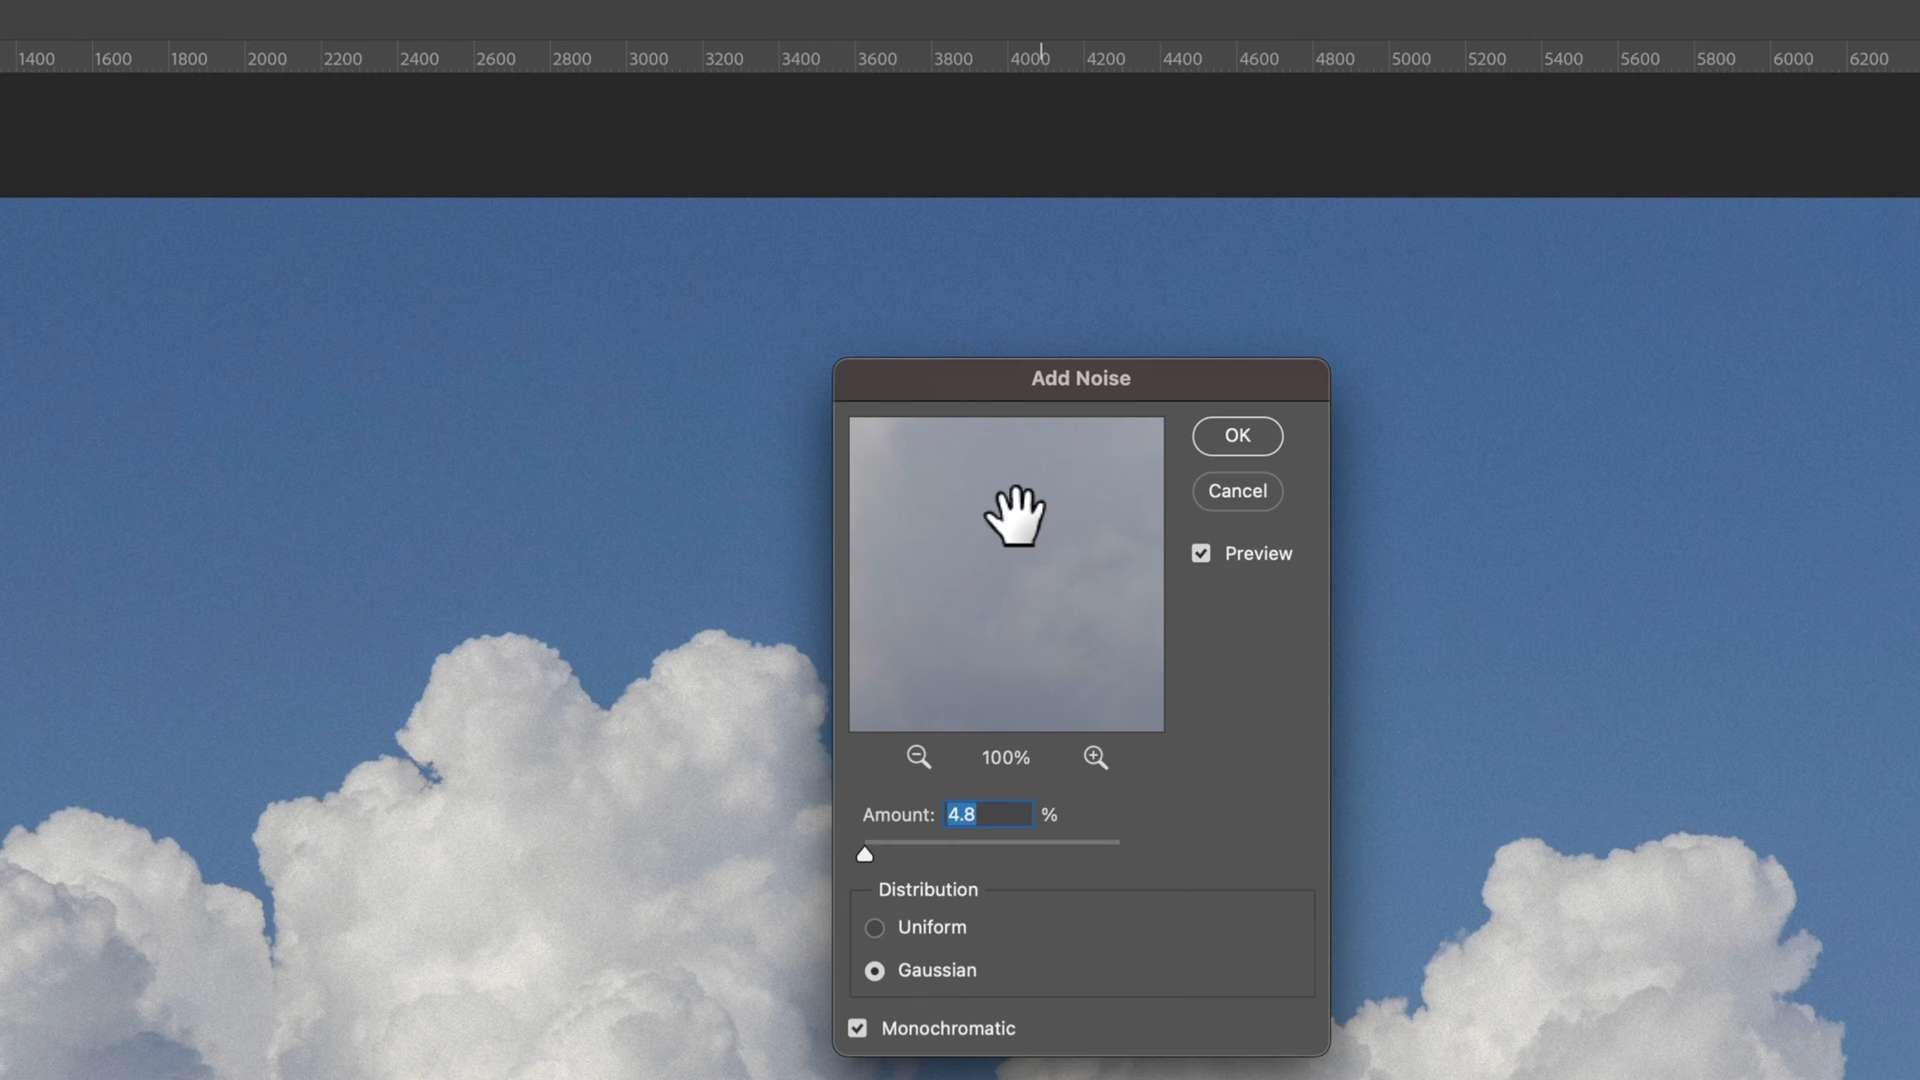 1400 1600 1800 2000 2200 2400 2600 2800 3000 3200 3400 3600 3800 4000 4200 4400 4600 4800 5000 5200 5400 5600 5800 6000 6200
Add Noise
OK
Cancel
Preview
100%
Amount: 4.8 %
Distribution
Uniform
Gaussian
Monochromatic